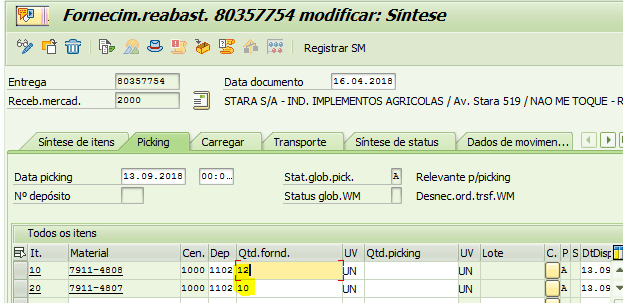 Fornecim.reabast. 80357754 modificar: Síntese
Registrar SM
Entrega 80357754 Data documento 16.04.2018
Receb.mercad. 2000 STARA S/A - IND. IMPLEMENTOS AGRICOLAS / Av. Stara 519 / NAO ME TOQUE - R
Síntese de itens Picking Carregar Transporte Síntese de status Dados de movimen...
Data picking 13.09.2018 00:0... Stat.glob.pick. A Relevante p/picking
Nº depósito Status glob.WM Desnec.ord.trsf.WM
Todos os itens
It. Material Cen. Dep Qtd.fornd. UV Qtd.picking UV Lote C. P S DtDisp
10 7911-4808 1000 1102 12 UN UN A 13.09
20 7911-4807 1000 1102 10 UN UN A 13.09